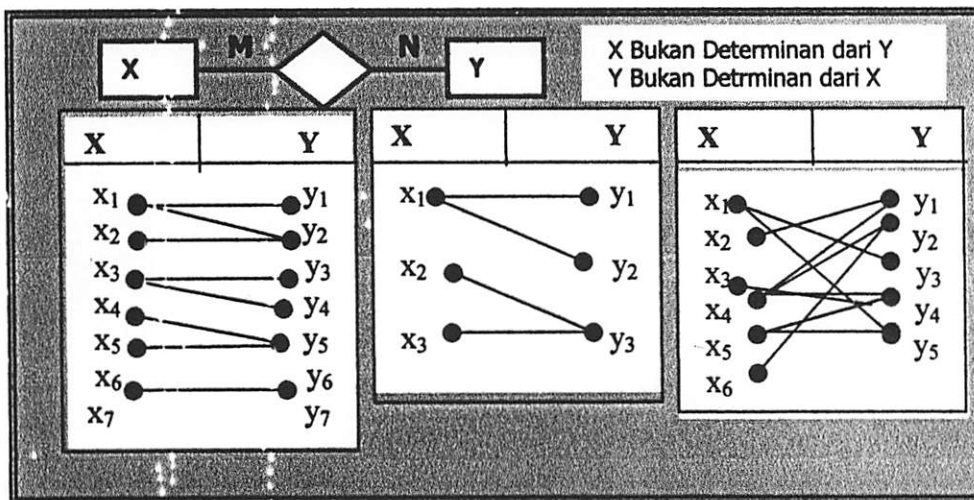 X M N Y
X Bukan Determinan dari Y
Y Bukan Detrminan dari X
X Y
x₁ y₁
x₂ y₂
x₃ y₃
x₄ y₄
x₅ y₅
x₆ y₆
x₇ y₇
X Y
x₁ y₁
x₂ y₂
x₃ y₃
X Y
x₁ y₁
x₂ y₂
x₃ y₃
x₄ y₄
x₅ y₅
x₆